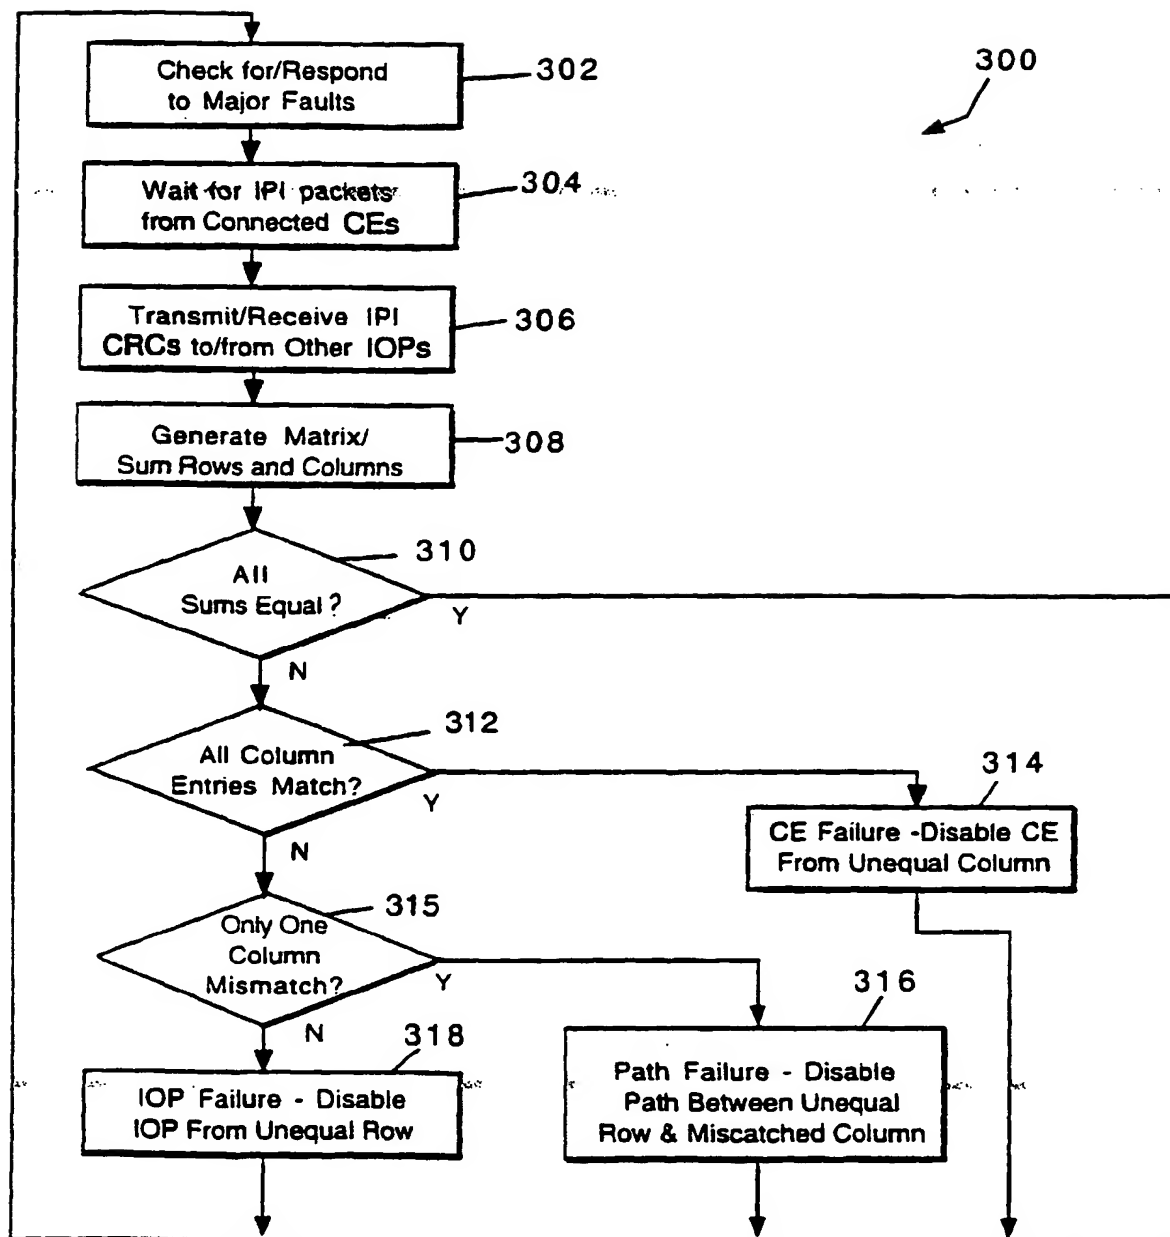 Check for/Respond
to Major Faults
302
300
Wait for IPI packets
from Connected CEs
304
Transmit/Receive IPI
CRCs to/from Other IOPs
306
Generate Matrix/
Sum Rows and Columns
308
310
All
Sums Equal?
Y
N
312
All Column
Entries Match?
Y
N
314
CE Failure -Disable CE
From Unequal Column
315
Only One
Column
Mismatch?
Y
N
316
Path Failure - Disable
Path Between Unequal
Row & Miscatched Column
318
IOP Failure - Disable
IOP From Unequal Row